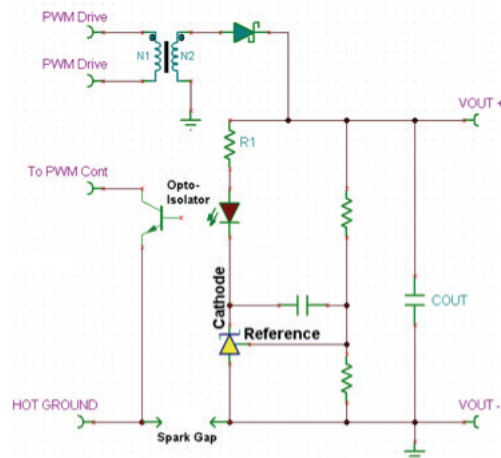 PWM Drive
N1
N2
PWM Drive
VOUT +
R1
To PWM Cont
Opto-
Isolator
Cathode
COUT
Reference
HOT GROUND
Spark Gap
VOUT -